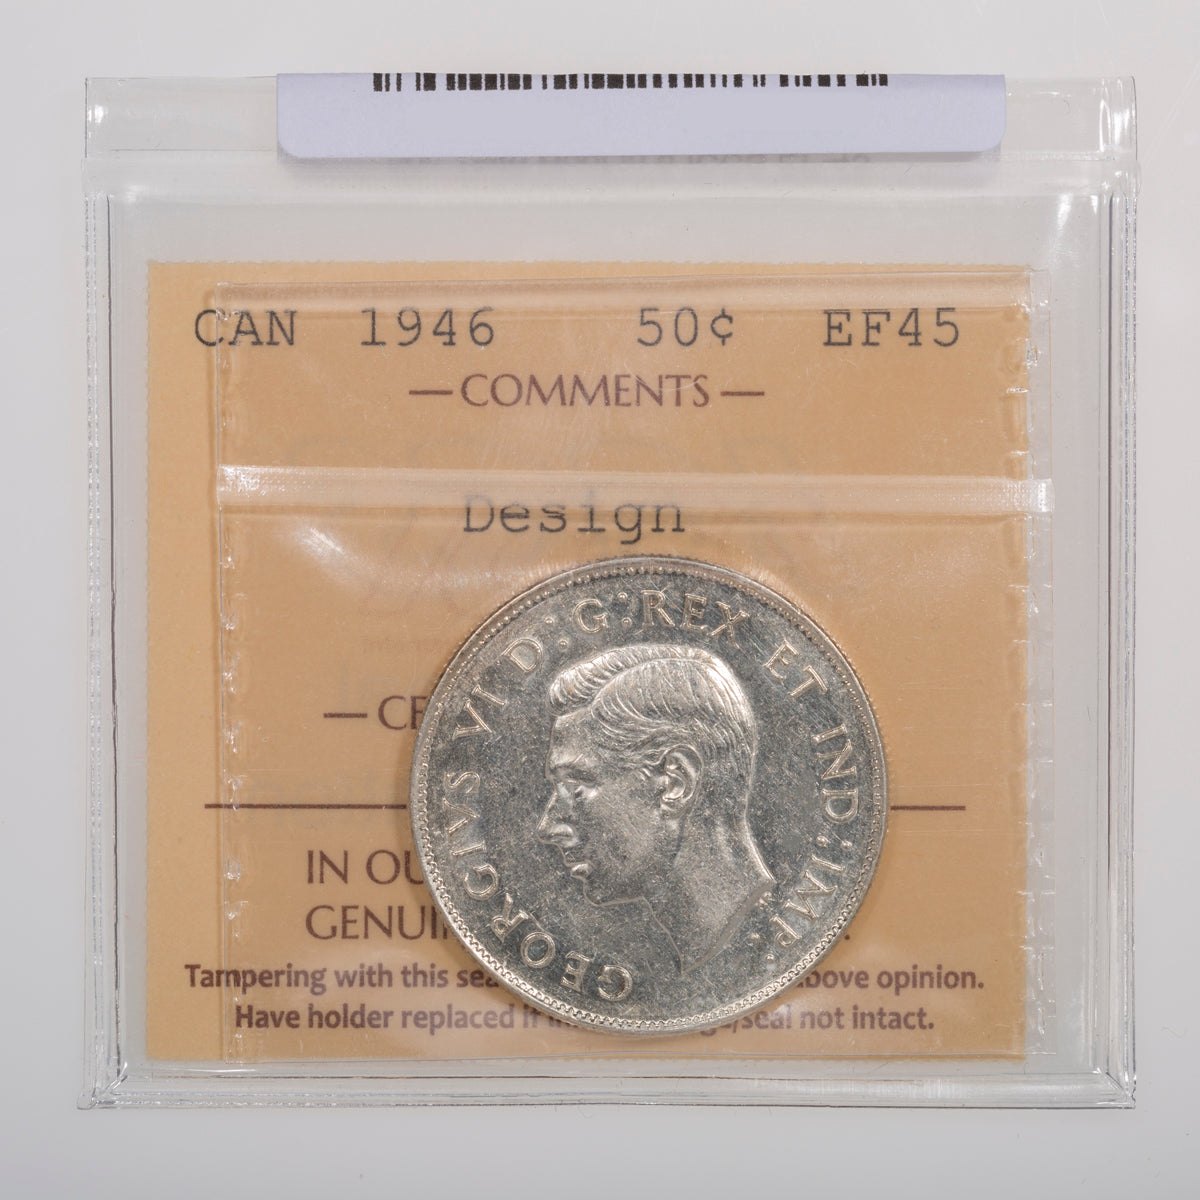 CAN 1946 50¢ EF45
—COMMENTS—
Design
— CE
IN OU
GENUI
Tampering with this sea above opinion.
Have holder replaced if /seal not intact.
GEORGIVS VI D:G:REX ET IND:IMP: